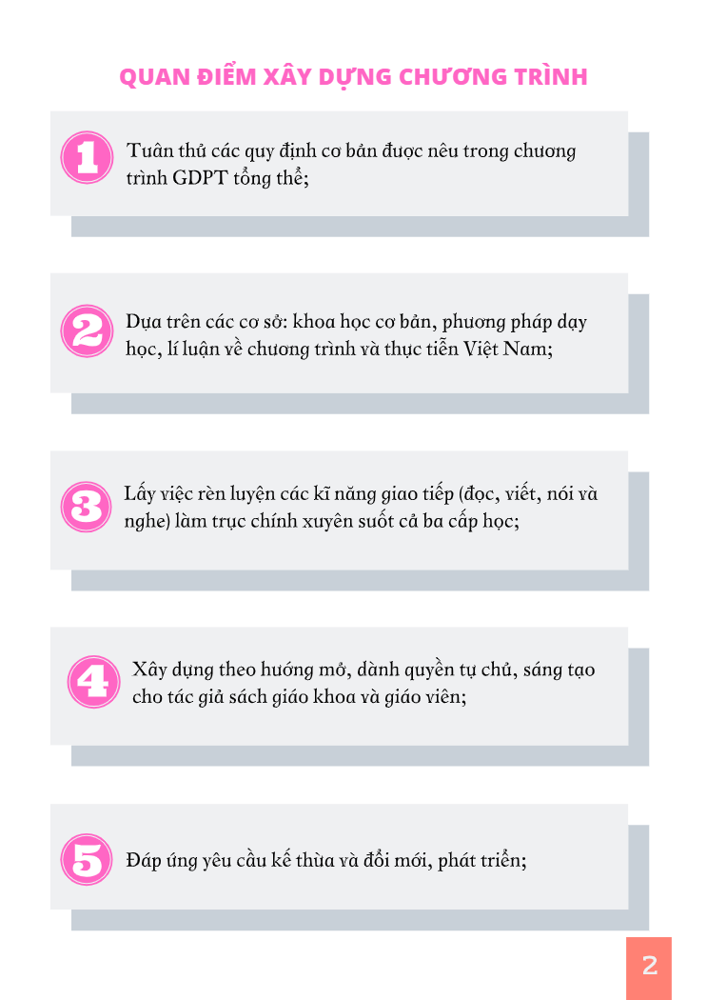 QUAN ĐIỂM XÂY DỰNG CHƯƠNG TRÌNH
1
Tuân thủ các quy định cơ bản được nêu trong chương
trình GDPT tổng thể;
2
Dựa trên các cơ sở: khoa học cơ bản, phương pháp dạy
học, lí luận về chương trình và thực tiễn Việt Nam;
3
Lấy việc rèn luyện các kĩ năng giao tiếp (đọc, viết, nói và
nghe) làm trục chính xuyên suốt cả ba cấp học;
4
Xây dựng theo hướng mở, dành quyền tự chủ, sáng tạo
cho tác giả sách giáo khoa và giáo viên;
5
Đáp ứng yêu cầu kế thừa và đổi mới, phát triển;
2